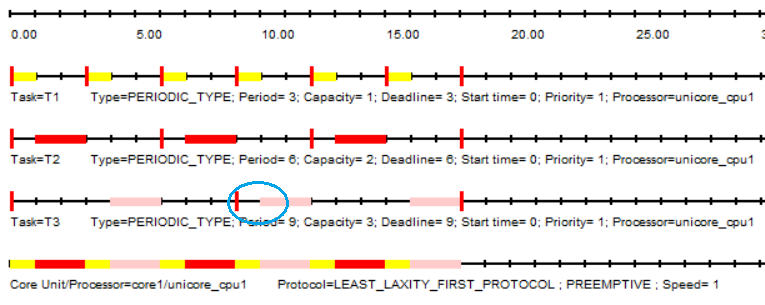 0.00 5.00 10.00 15.00 20.00 25.00 3
Task=T1 Type=PERIODIC_TYPE; Period= 3; Capacity= 1; Deadline= 3; Start time= 0; Priority= 1; Processor=unicore_cpu1
Task=T2 Type=PERIODIC_TYPE; Period= 6; Capacity= 2; Deadline= 6; Start time= 0; Priority= 1; Processor=unicore_cpu1
Task=T3 Type=PERIODIC_TYPE; Period= 9; Capacity= 3; Deadline= 9; Start time= 0; Priority= 1; Processor=unicore_cpu1
Core Unit/Processor=core1/unicore_cpu1 Protocol=LEAST_LAXITY_FIRST_PROTOCOL ; PREEMPTIVE ; Speed= 1